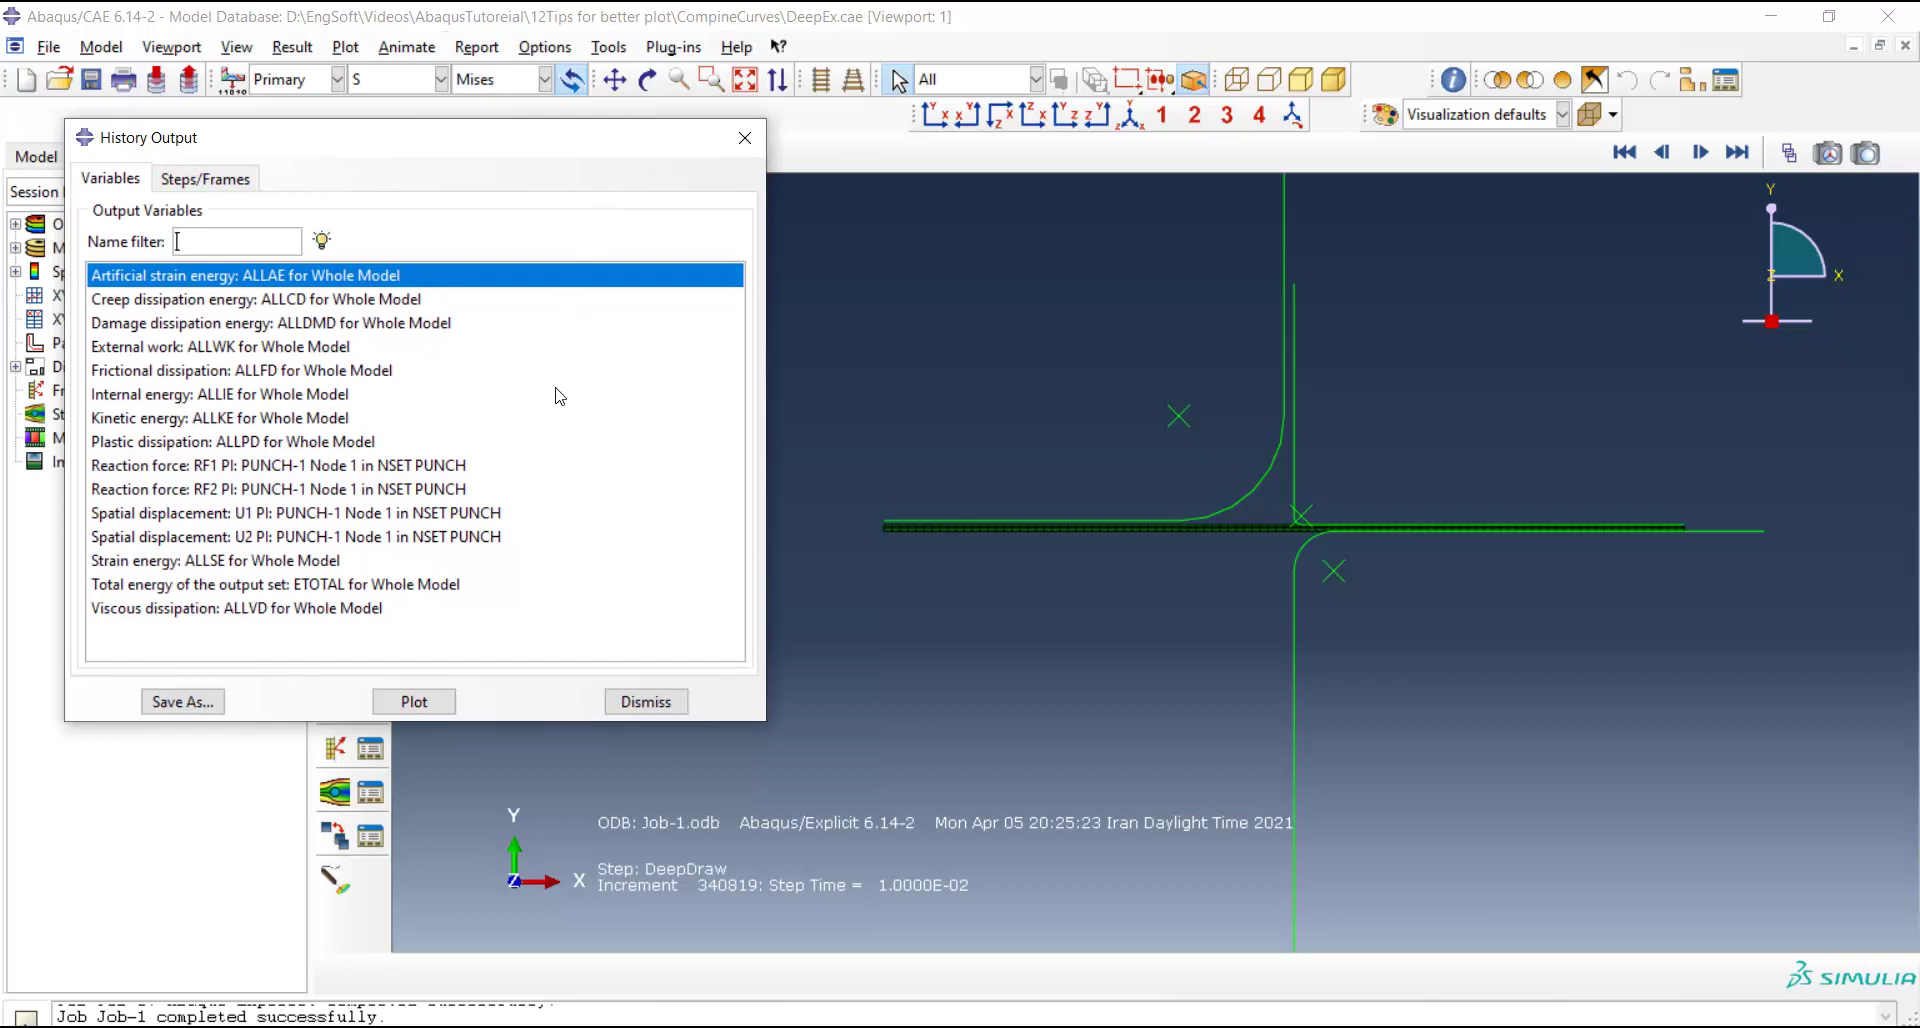 Abaqus/CAE 6.14-2 - Model Database: D:\EngSoft\Videos\AbaqusTutoreial\12Tips for better plot\CompineCurves\DeepEx.cae [Viewport: 1]
File Model Viewport View Result Plot Animate Report Options Tools Plug-ins Help
Primary S Mises All
1 2 3 4 Visualization defaults
History Output
Model
Variables Steps/Frames
Session
Output Variables
Name filter:
Artificial strain energy: ALLAE for Whole Model
Creep dissipation energy: ALLCD for Whole Model
Damage dissipation energy: ALLDMD for Whole Model
External work: ALLWK for Whole Model
Frictional dissipation: ALLFD for Whole Model
Internal energy: ALLIE for Whole Model
Kinetic energy: ALLKE for Whole Model
Plastic dissipation: ALLPD for Whole Model
Reaction force: RF1 PI: PUNCH-1 Node 1 in NSET PUNCH
Reaction force: RF2 PI: PUNCH-1 Node 1 in NSET PUNCH
Spatial displacement: U1 PI: PUNCH-1 Node 1 in NSET PUNCH
Spatial displacement: U2 PI: PUNCH-1 Node 1 in NSET PUNCH
Strain energy: ALLSE for Whole Model
Total energy of the output set: ETOTAL for Whole Model
Viscous dissipation: ALLVD for Whole Model
Save As... Plot Dismiss
Y
X
Z
Y
X
Z
ODB: Job-1.odb Abaqus/Explicit 6.14-2 Mon Apr 05 20:25:23 Iran Daylight Time 2021
Step: DeepDraw
Increment 340819: Step Time = 1.0000E-02
SIMULIA
Job Job-1 completed successfully.